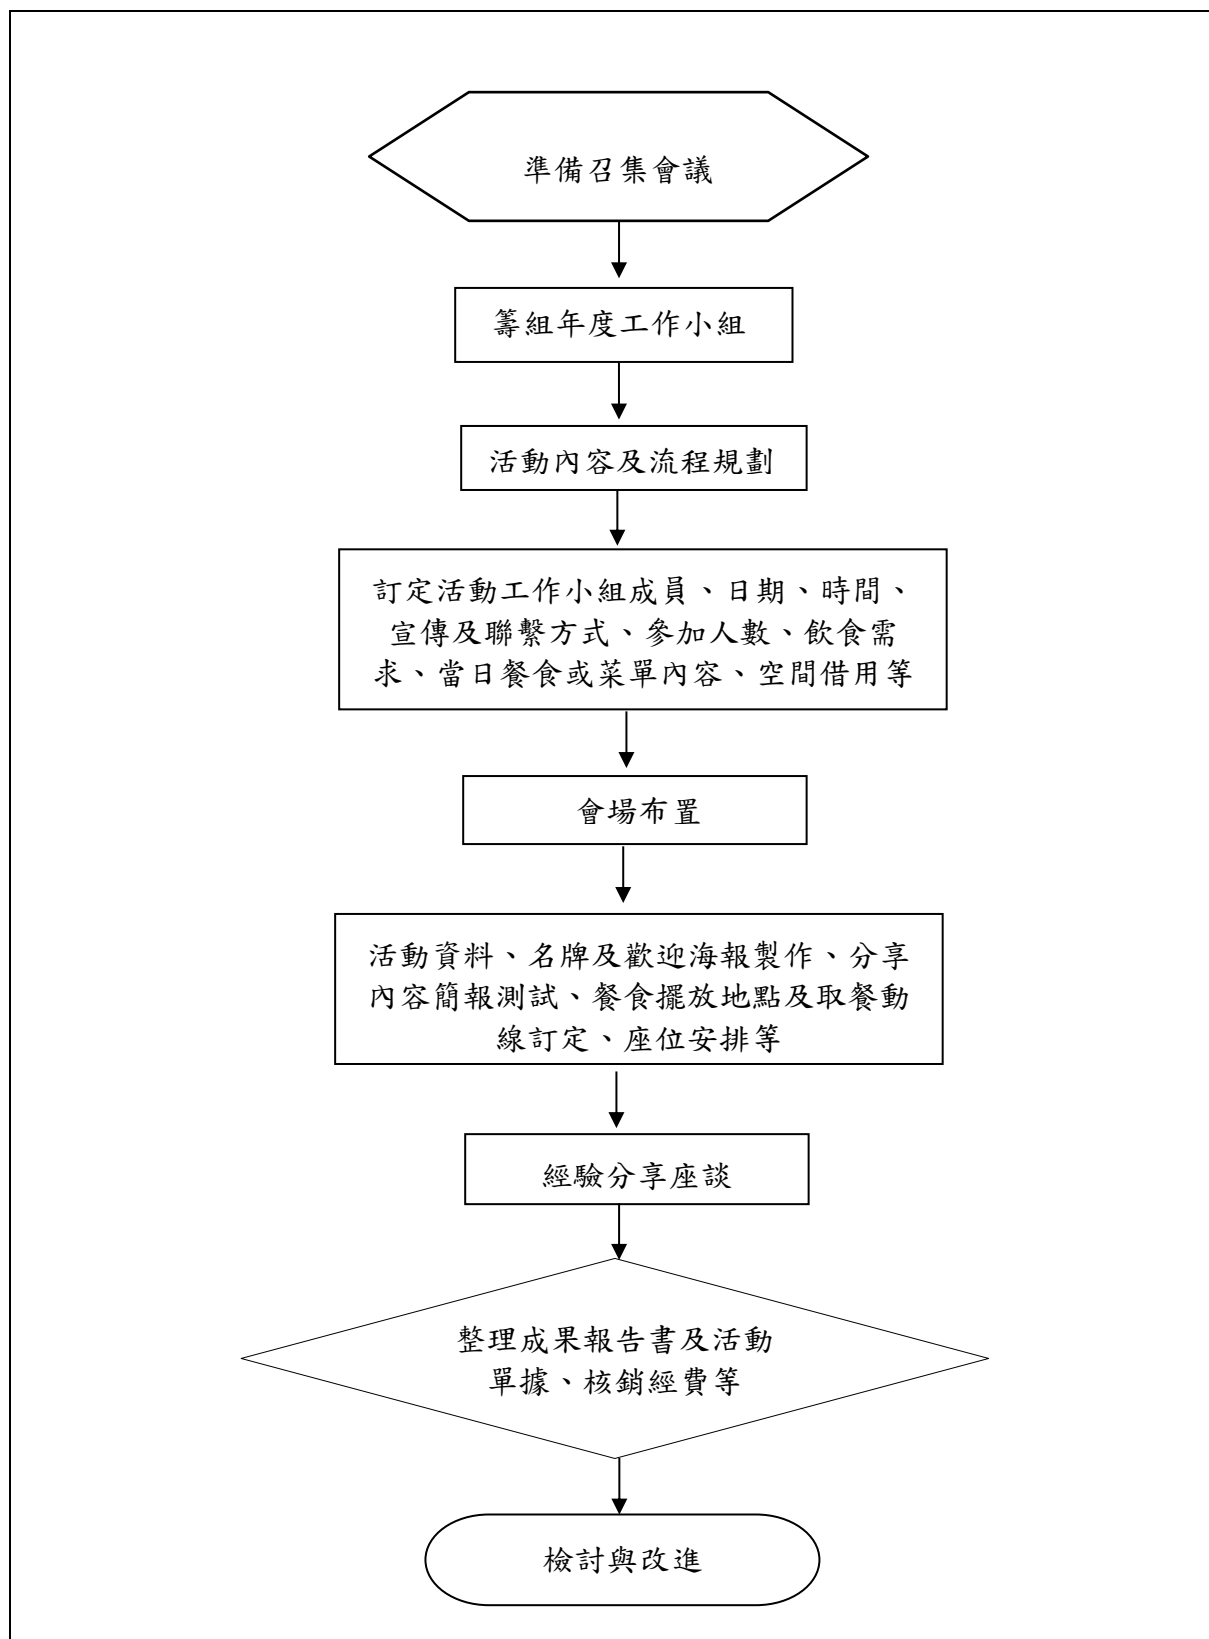 準備召集會議
籌組年度工作小組
活動內容及流程規劃
訂定活動工作小組成員、日期、時間、
宣傳及聯繫方式、參加人數、飲食需
求、當日餐食或菜單內容、空間借用等
會場布置
活動資料、名牌及歡迎海報製作、分享
內容簡報測試、餐食擺放地點及取餐動
線訂定、座位安排等
經驗分享座談
整理成果報告書及活動
單據、核銷經費等
檢討與改進